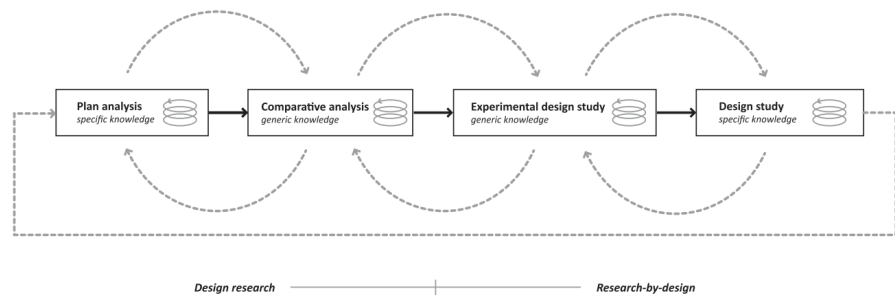 Plan analysis
specific knowledge
Comparative analysis
generic knowledge
Experimental design study
generic knowledge
Design study
specific knowledge
Design research
Research-by-design